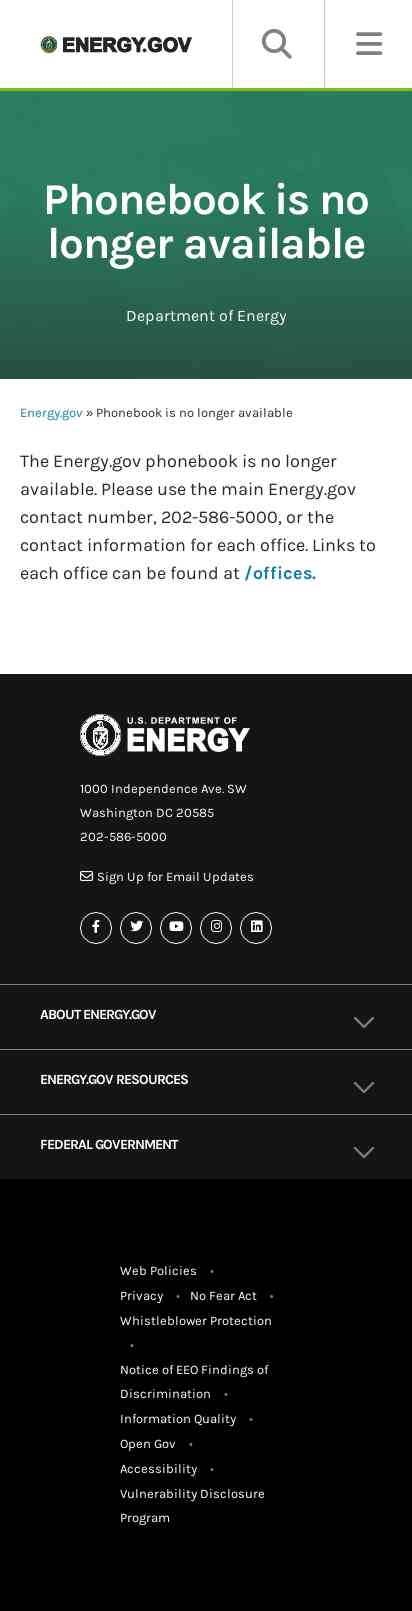 ENERGY.GOV
Phonebook is no
longer available
Department of Energy
Energy.gov » Phonebook is no longer available
The Energy.gov phonebook is no longer
available. Please use the main Energy.gov
contact number, 202-586-5000, or the
contact information for each office. Links to
each office can be found at /offices.
U.S. DEPARTMENT OF
ENERGY
1000 Independence Ave. SW
Washington DC 20585
202-586-5000
Sign Up for Email Updates
ABOUT ENERGY.GOV
ENERGY.GOV RESOURCES
FEDERAL GOVERNMENT
Web Policies •
Privacy • No Fear Act •
Whistleblower Protection
•
Notice of EEO Findings of
Discrimination •
Information Quality •
Open Gov •
Accessibility •
Vulnerability Disclosure
Program